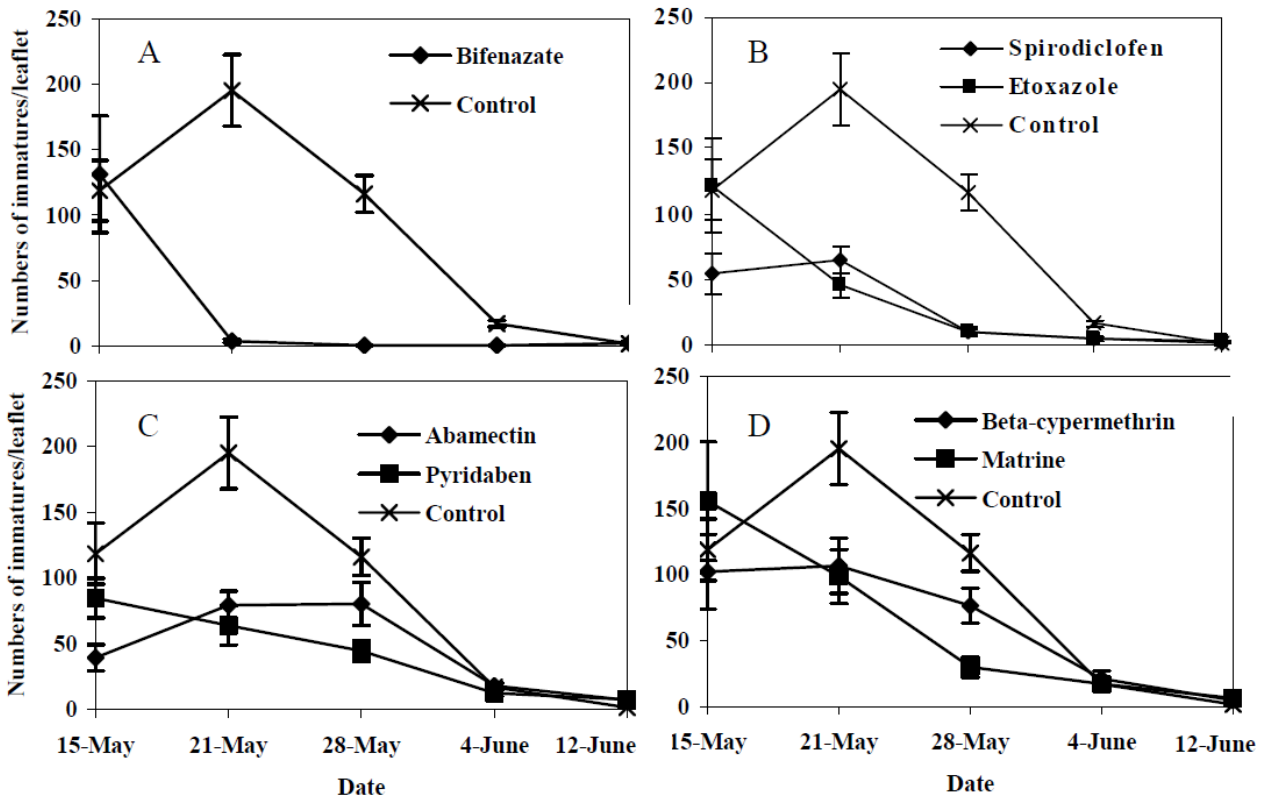 A
Numbers of immatures/leaflet
250
200
150
100
50
0
Bifenazate
Control
B
250
200
150
100
50
0
Spirodiclofen
Etoxazole
Control
C
Numbers of immatures/leaflet
250
200
150
100
50
0
Abamectin
Pyridaben
Control
15-May 21-May 28-May 4-June 12-June
Date
D
250
200
150
100
50
0
Beta-cypermethrin
Matrine
Control
15-May 21-May 28-May 4-June 12-June
Date